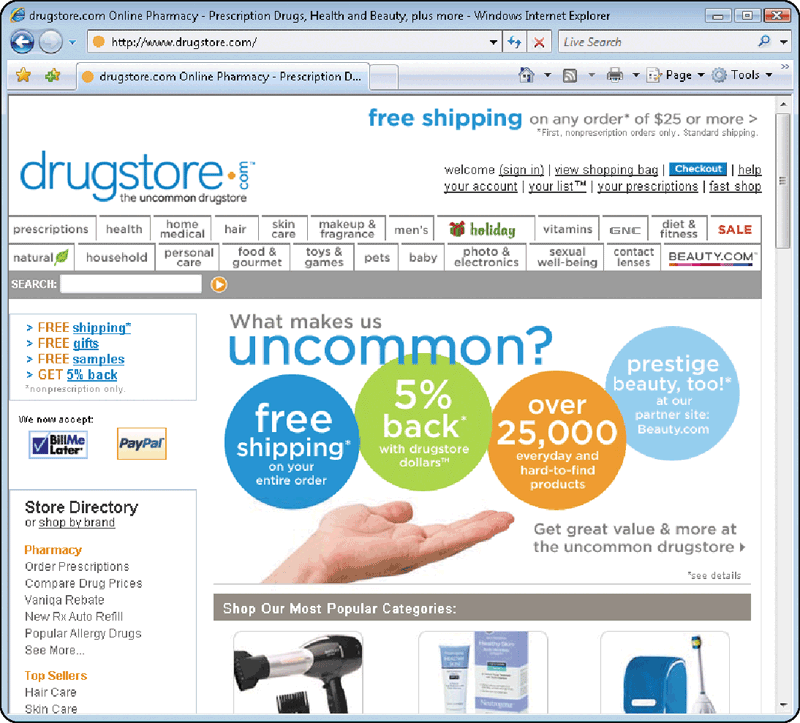 drugstore.com Online Pharmacy - Prescription Drugs, Health and Beauty, plus more - Windows Internet Explorer
http://www.drugstore.com/
Live Search
drugstore.com Online Pharmacy - Prescription D...
Page
Tools
free shipping on any order* of $25 or more >
*First, nonprescription orders only. Standard shipping.
drugstore.com™
the uncommon drugstore
welcome (sign in) | view shopping bag | Checkout | help
your account | your list™ | your prescriptions | fast shop
prescriptions health home medical hair skin care makeup & fragrance men's holiday vitamins GNC diet & fitness SALE
natural household personal care food & gourmet toys & games pets baby photo & electronics sexual well-being contact lenses BEAUTY.COM™
SEARCH:
> FREE shipping*
> FREE gifts
> FREE samples
> GET 5% back
*nonprescription only.
We now accept:
BillMe Later®
PayPal
Store Directory
or shop by brand
Pharmacy
Order Prescriptions
Compare Drug Prices
Vaniqa Rebate
New Rx Auto Refill
Popular Allergy Drugs
See More...
Top Sellers
Hair Care
Skin Care
What makes us
uncommon?
free
shipping*
on your
entire order
5%
back*
with drugstore
dollars™
over
25,000
everyday and
hard-to-find
products
prestige
beauty, too!*
at our
partner site:
Beauty.com
Get great value & more at
the uncommon drugstore
*see details
Shop Our Most Popular Categories:
Healthy Skin
Neutrogena